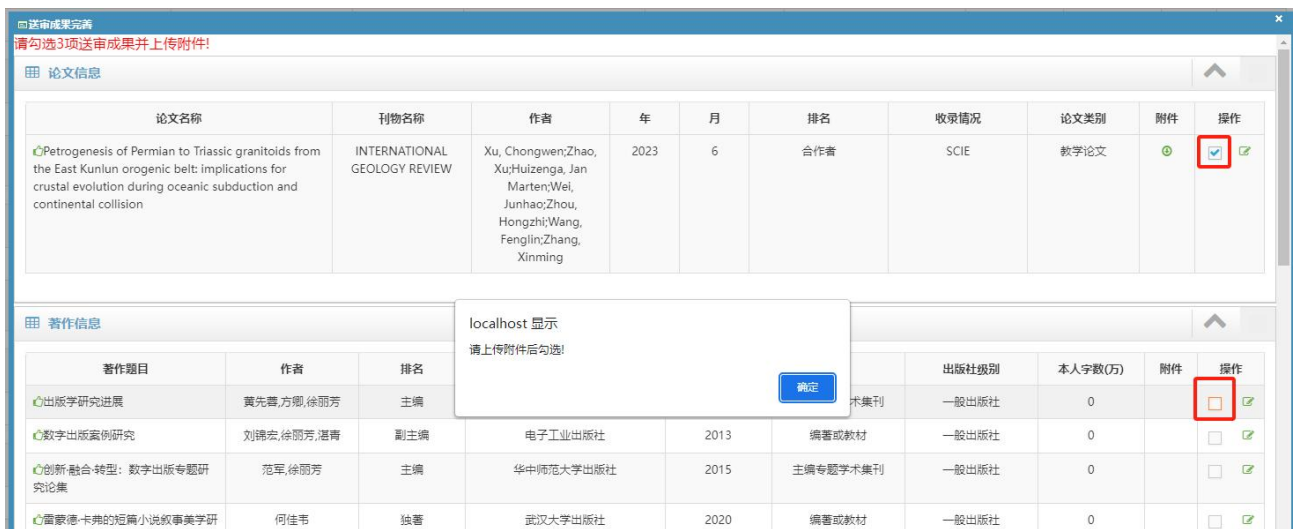 送审成果完善
请勾选3项送审成果并上传附件!
论文信息
论文名称 刊物名称 作者 年 月 排名 收录情况 论文类别 附件 操作
Petrogenesis of Permian to Triassic granitoids from
the East Kunlun orogenic belt: implications for
crustal evolution during oceanic subduction and
continental collision
INTERNATIONAL
GEOLOGY REVIEW
Xu, Chongwen;Zhao,
Xu;Huizenga, Jan
Marten;Wei,
Junhao;Zhou,
Hongzhi;Wang,
Fenglin;Zhang,
Xinming
2023 6 合作者 SCIE 教学论文
著作信息
localhost 显示
请上传附件后勾选!
确定
著作题目 作者 排名 出版社级别 本人字数(万) 附件 操作
出版学研究进展 黄先蓉,方卿,徐丽芳 主编 术集刊 一般出版社 0
数字出版案例研究 刘锦宏,徐丽芳,湛青 副主编 电子工业出版社 2013 编著或教材 一般出版社 0
创新·融合·转型：数字出版专题研
究论集
范军,徐丽芳 主编 华中师范大学出版社 2015 主编专题学术集刊 一般出版社 0
雷蒙德·卡弗的短篇小说叙事美学研 何佳韦 独著 武汉大学出版社 2020 编著或教材 一般出版社 0